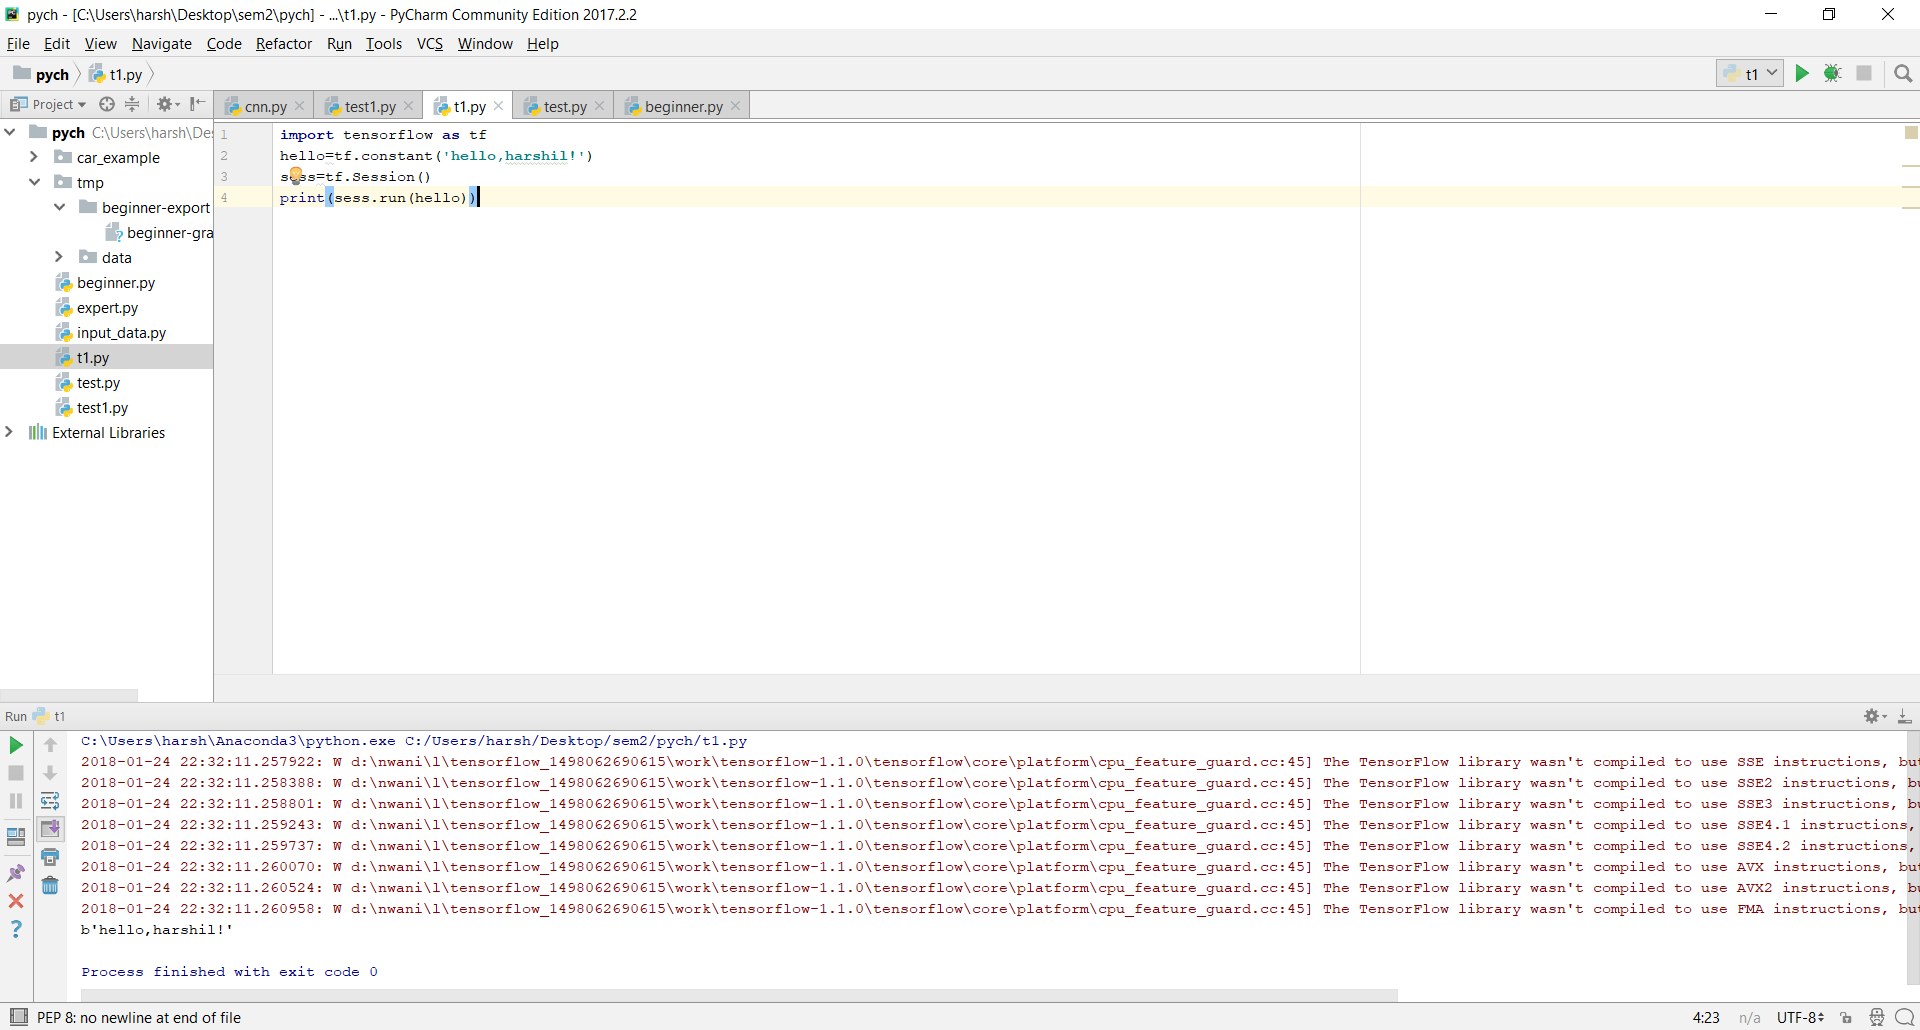 pych - [C:\Users\harsh\Desktop\sem2\pych] - ...\t1.py - PyCharm Community Edition 2017.2.2
File Edit View Navigate Code Refactor Run Tools VCS Window Help
pych t1.py t1
Project cnn.py test1.py t1.py test.py beginner.py
pych C:\Users\harsh\De
car_example
tmp
beginner-export
beginner-gra
data
beginner.py
expert.py
input_data.py
t1.py
test.py
test1.py
External Libraries
1 import tensorflow as tf
2 hello=tf.constant('hello,harshil!')
3 sess=tf.Session()
4 print(sess.run(hello))
Run t1
C:\Users\harsh\Anaconda3\python.exe C:/Users/harsh/Desktop/sem2/pych/t1.py
2018-01-24 22:32:11.257922: W d:\nwani\l\tensorflow_1498062690615\work\tensorflow-1.1.0\tensorflow\core\platform\cpu_feature_guard.cc:45] The TensorFlow library wasn't compiled to use SSE instructions, but
2018-01-24 22:32:11.258388: W d:\nwani\l\tensorflow_1498062690615\work\tensorflow-1.1.0\tensorflow\core\platform\cpu_feature_guard.cc:45] The TensorFlow library wasn't compiled to use SSE2 instructions, bu
2018-01-24 22:32:11.258801: W d:\nwani\l\tensorflow_1498062690615\work\tensorflow-1.1.0\tensorflow\core\platform\cpu_feature_guard.cc:45] The TensorFlow library wasn't compiled to use SSE3 instructions, bu
2018-01-24 22:32:11.259243: W d:\nwani\l\tensorflow_1498062690615\work\tensorflow-1.1.0\tensorflow\core\platform\cpu_feature_guard.cc:45] The TensorFlow library wasn't compiled to use SSE4.1 instructions,
2018-01-24 22:32:11.259737: W d:\nwani\l\tensorflow_1498062690615\work\tensorflow-1.1.0\tensorflow\core\platform\cpu_feature_guard.cc:45] The TensorFlow library wasn't compiled to use SSE4.2 instructions,
2018-01-24 22:32:11.260070: W d:\nwani\l\tensorflow_1498062690615\work\tensorflow-1.1.0\tensorflow\core\platform\cpu_feature_guard.cc:45] The TensorFlow library wasn't compiled to use AVX instructions, but
2018-01-24 22:32:11.260524: W d:\nwani\l\tensorflow_1498062690615\work\tensorflow-1.1.0\tensorflow\core\platform\cpu_feature_guard.cc:45] The TensorFlow library wasn't compiled to use AVX2 instructions, bu
2018-01-24 22:32:11.260958: W d:\nwani\l\tensorflow_1498062690615\work\tensorflow-1.1.0\tensorflow\core\platform\cpu_feature_guard.cc:45] The TensorFlow library wasn't compiled to use FMA instructions, but
b'hello,harshil!'
Process finished with exit code 0
PEP 8: no newline at end of file 4:23 n/a UTF-8